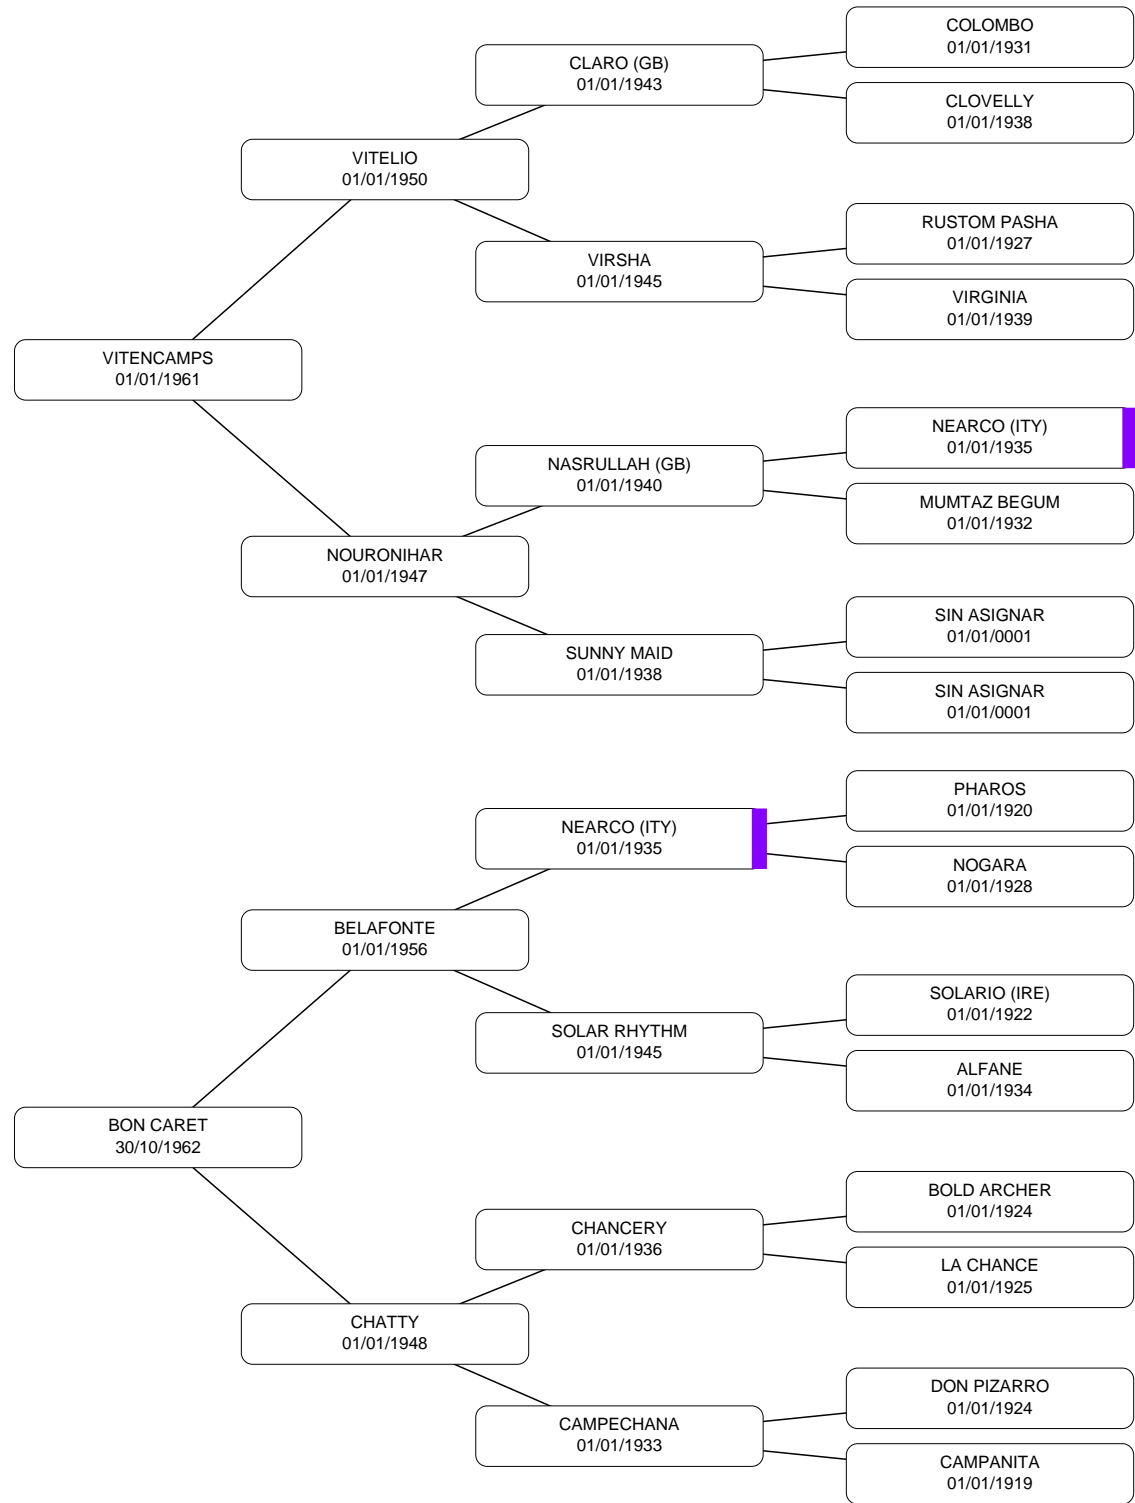 COLOMBO
01/01/1931
CLARO (GB)
01/01/1943
CLOVELLY
01/01/1938
VITELIO
01/01/1950
RUSTOM PASHA
01/01/1927
VIRSHA
01/01/1945
VIRGINIA
01/01/1939
VITENCAMPS
01/01/1961
NEARCO (ITY)
01/01/1935
NASRULLAH (GB)
01/01/1940
MUMTAZ BEGUM
01/01/1932
NOURONIHAR
01/01/1947
SIN ASIGNAR
01/01/0001
SUNNY MAID
01/01/1938
SIN ASIGNAR
01/01/0001
PHAROS
01/01/1920
NEARCO (ITY)
01/01/1935
NOGARA
01/01/1928
BELAFONTE
01/01/1956
SOLARIO (IRE)
01/01/1922
SOLAR RHYTHM
01/01/1945
ALFANE
01/01/1934
BON CARET
30/10/1962
BOLD ARCHER
01/01/1924
CHANCERY
01/01/1936
LA CHANCE
01/01/1925
CHATTY
01/01/1948
DON PIZARRO
01/01/1924
CAMPECHANA
01/01/1933
CAMPANITA
01/01/1919